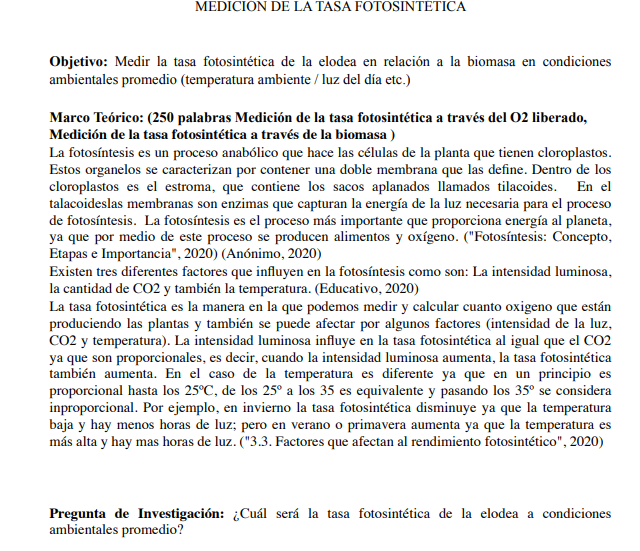 MEDICIÓN DE LA TASA FOTOSINTÉTICA
Objetivo: Medir la tasa fotosintética de la elodea en relación a la biomasa en condiciones
ambientales promedio (temperatura ambiente / luz del día etc.)
Marco Teórico: (250 palabras Medición de la tasa fotosintética a través del O2 liberado,
Medición de la tasa fotosintética a través de la biomasa )
La fotosíntesis es un proceso anabólico que hace las células de la planta que tienen cloroplastos.
Estos organelos se caracterizan por contener una doble membrana que las define. Dentro de los
cloroplastos es el estroma, que contiene los sacos aplanados llamados tilacoides. En el
talacoideslas membranas son enzimas que capturan la energía de la luz necesaria para el proceso
de fotosíntesis. La fotosíntesis es el proceso más importante que proporciona energía al planeta,
ya que por medio de este proceso se producen alimentos y oxígeno. ("Fotosíntesis: Concepto,
Etapas e Importancia", 2020) (Anónimo, 2020)
Existen tres diferentes factores que influyen en la fotosíntesis como son: La intensidad luminosa,
la cantidad de CO2 y también la temperatura. (Educativo, 2020)
La tasa fotosintética es la manera en la que podemos medir y calcular cuanto oxigeno que están
produciendo las plantas y también se puede afectar por algunos factores (intensidad de la luz,
CO2 y temperatura). La intensidad luminosa influye en la tasa fotosintética al igual que el CO2
ya que son proporcionales, es decir, cuando la intensidad luminosa aumenta, la tasa fotosintética
también aumenta. En el caso de la temperatura es diferente ya que en un principio es
proporcional hasta los 25ºC, de los 25º a los 35 es equivalente y pasando los 35º se considera
inproporcional. Por ejemplo, en invierno la tasa fotosintética disminuye ya que la temperatura
baja y hay menos horas de luz; pero en verano o primavera aumenta ya que la temperatura es
más alta y hay mas horas de luz. ("3.3. Factores que afectan al rendimiento fotosintético", 2020)
Pregunta de Investigación: ¿Cuál será la tasa fotosintética de la elodea a condiciones
ambientales promedio?